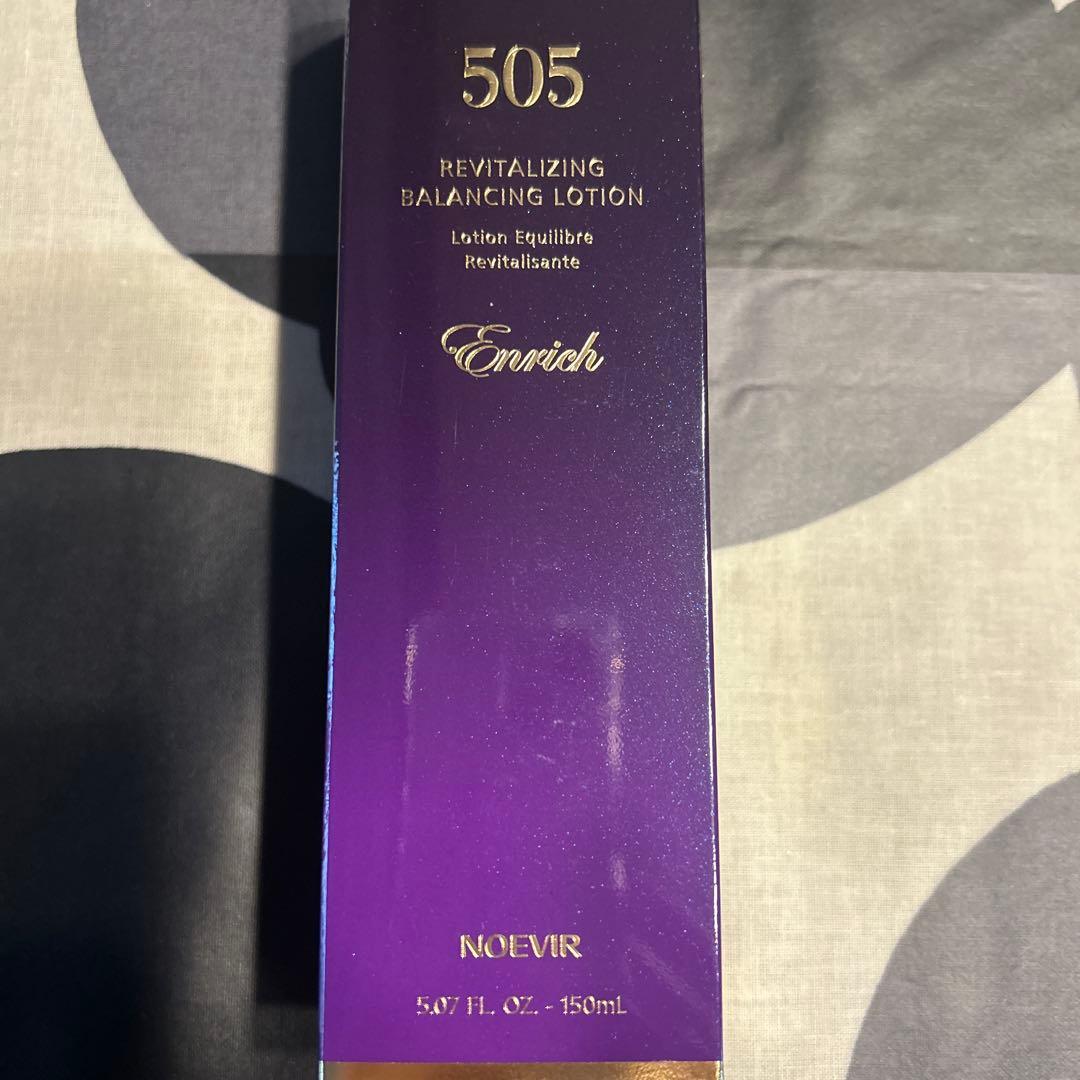 505
REVITALIZING
BALANCING LOTION
Lotion Equilibre
Revitalisante
Enrich
NOEVIR
5.07 FL. OZ. - 150mL